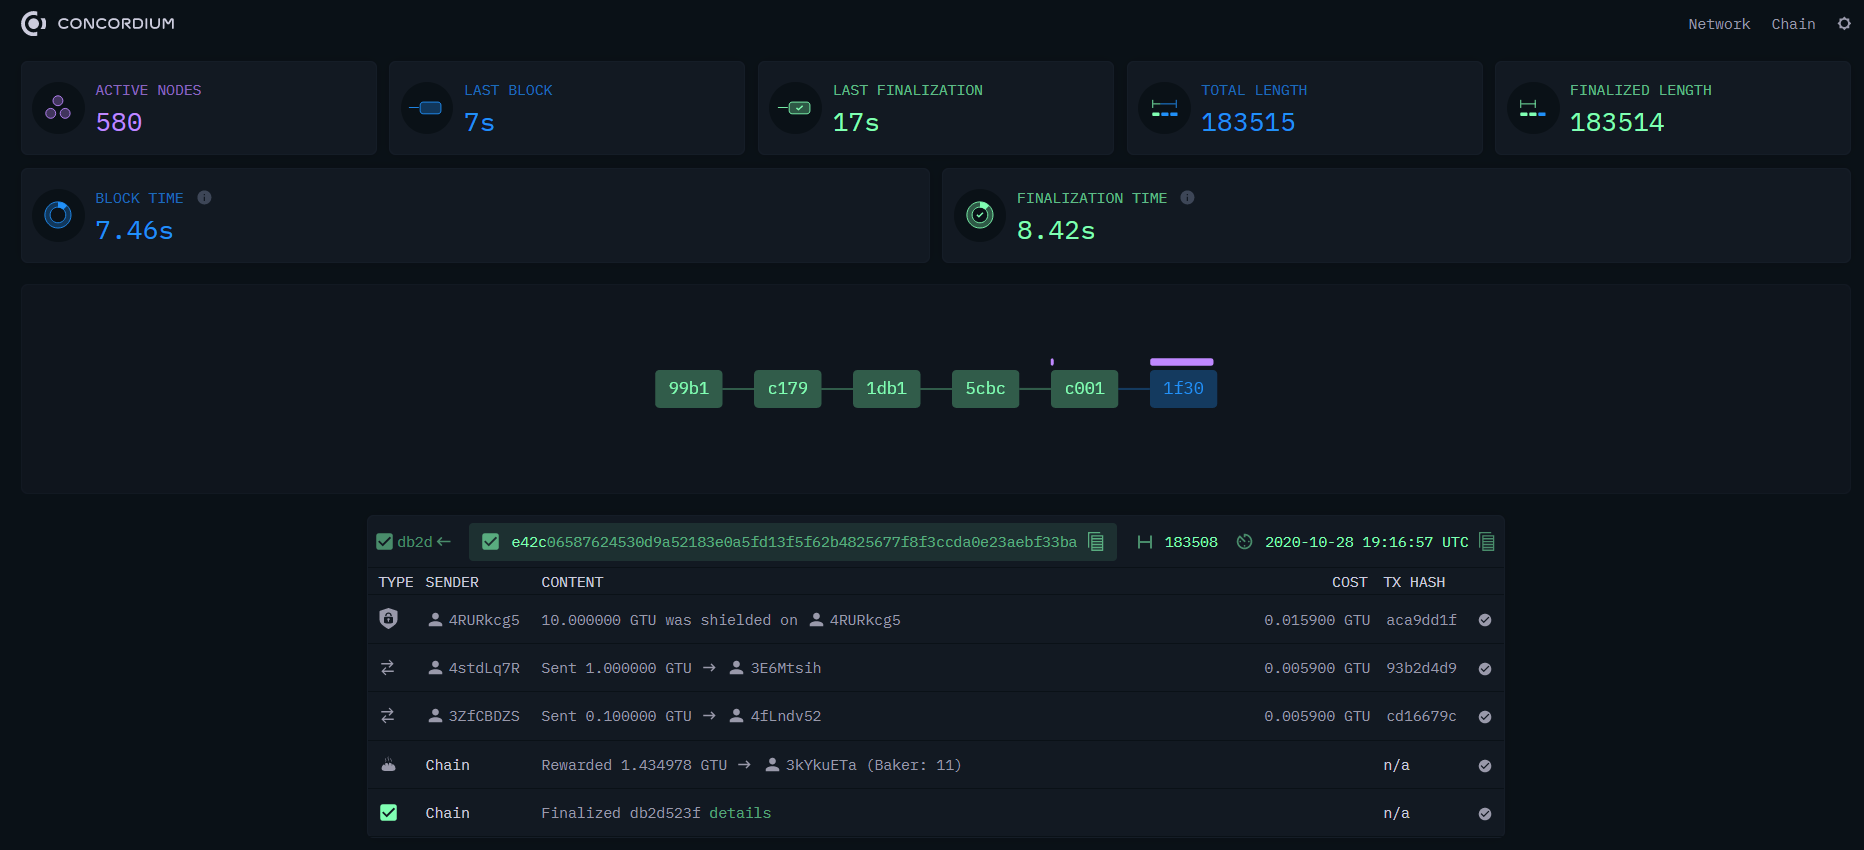 CONCORDIUM
Network Chain
ACTIVE NODES
580
LAST BLOCK
7s
LAST FINALIZATION
17s
TOTAL LENGTH
183515
FINALIZED LENGTH
183514
BLOCK TIME
7.46s
FINALIZATION TIME
8.42s
99b1 c179 1db1 5cbc c001 1f30
db2d ← e42c06587624530d9a52183e0a5fd13f5f62b4825677f8f3ccda0e23aebf33ba 183508 2020-10-28 19:16:57 UTC
TYPE SENDER CONTENT COST TX HASH
4RURkcg5 10.000000 GTU was shielded on 4RURkcg5 0.015900 GTU aca9dd1f
4stdLq7R Sent 1.000000 GTU → 3E6Mtsih 0.005900 GTU 93b2d4d9
3ZfCBDZS Sent 0.100000 GTU → 4fLndv52 0.005900 GTU cd16679c
Chain Rewarded 1.434978 GTU → 3kYkuETa (Baker: 11) n/a
Chain Finalized db2d523f details n/a